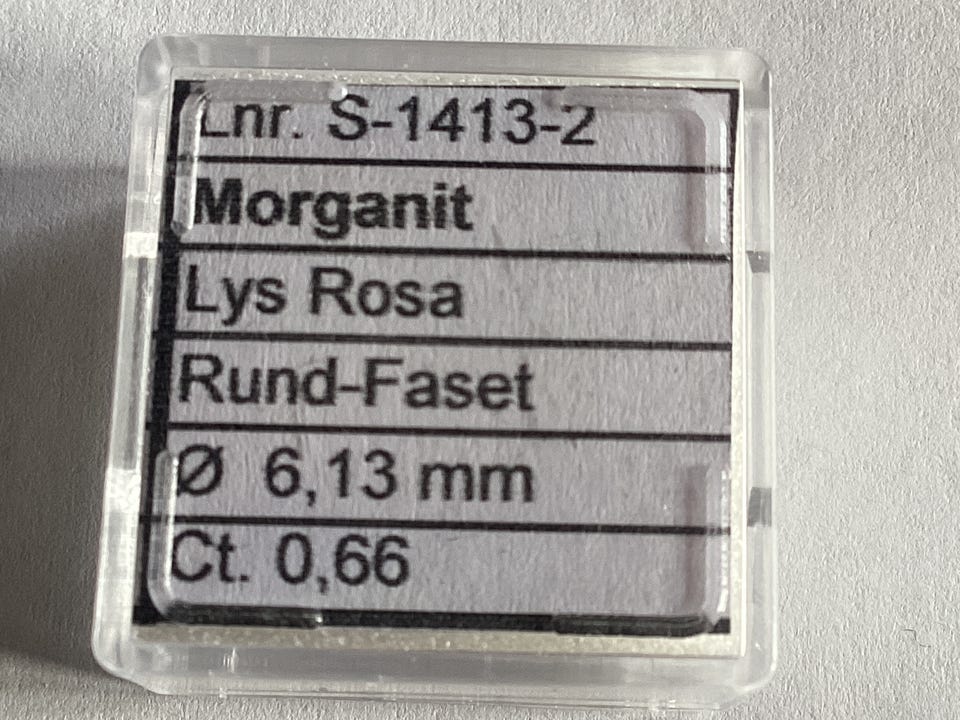 Lnr. S-1413-2
Morganit
Lys Rosa
Rund-Faset
Ø 6,13 mm
Ct. 0,66